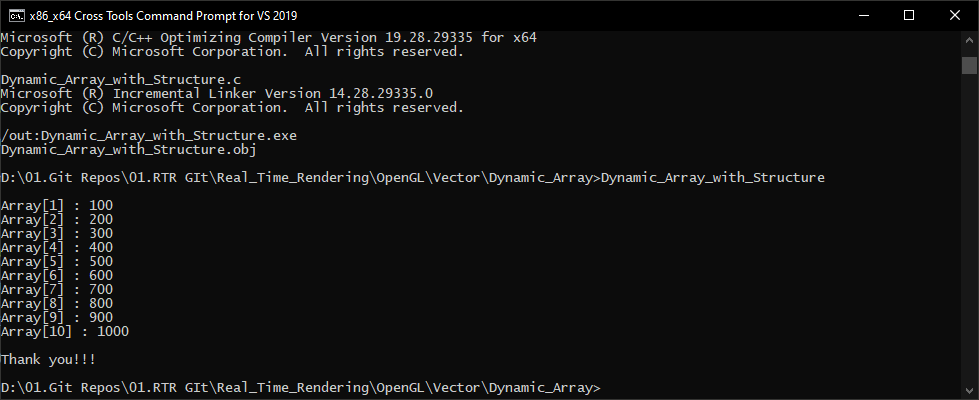 x86_x64 Cross Tools Command Prompt for VS 2019
Microsoft (R) C/C++ Optimizing Compiler Version 19.28.29335 for x64
Copyright (C) Microsoft Corporation.  All rights reserved.
Dynamic_Array_with_Structure.c
Microsoft (R) Incremental Linker Version 14.28.29335.0
Copyright (C) Microsoft Corporation.  All rights reserved.
/out:Dynamic_Array_with_Structure.exe
Dynamic_Array_with_Structure.obj
D:\01.Git Repos\01.RTR GIt\Real_Time_Rendering\OpenGL\Vector\Dynamic_Array>Dynamic_Array_with_Structure
Array[1] : 100
Array[2] : 200
Array[3] : 300
Array[4] : 400
Array[5] : 500
Array[6] : 600
Array[7] : 700
Array[8] : 800
Array[9] : 900
Array[10] : 1000
Thank you!!!
D:\01.Git Repos\01.RTR GIt\Real_Time_Rendering\OpenGL\Vector\Dynamic_Array>